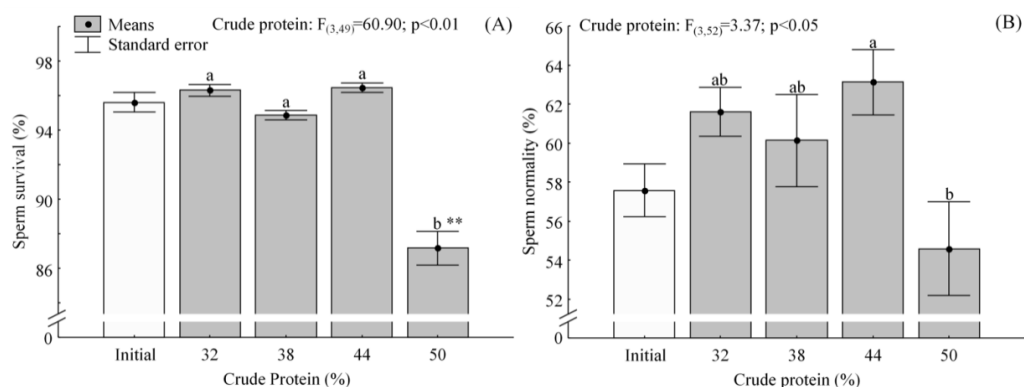 Means
Standard error
Crude protein: F(3,49)=60.90; p<0.01
(A)
Sperm survival (%)
98
94
90
86
0
a
a
a
b **
Initial
32
38
44
50
Crude Protein (%)
Crude protein: F(3,52)=3.37; p<0.05
(B)
Sperm normality (%)
66
64
62
60
58
56
54
52
0
ab
ab
a
b
Initial
32
38
44
50
Crude protein (%)